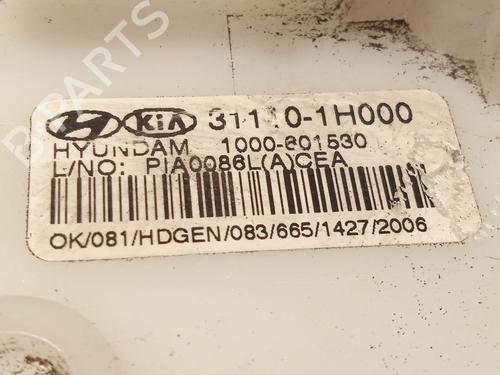 B-PARTS
KIA 31110-1H000
HYUNDAM 1000-601530
L/NO: PIA0086L(A)CEA
OK/081/HDGEN/083/665/1427/2006